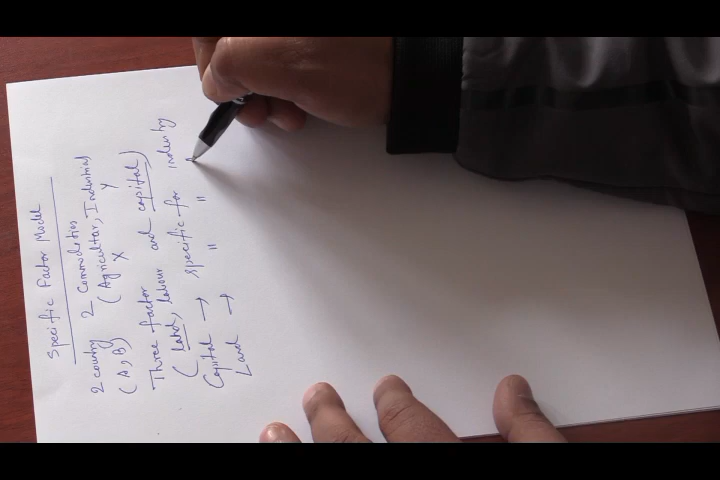 Specific Factor Model
2 country 2 Commodities
(A, B) (Agricultur, Industrial
X Y
Three factor
(land, labour and capital)
Capital → specific for industry
Land → " "